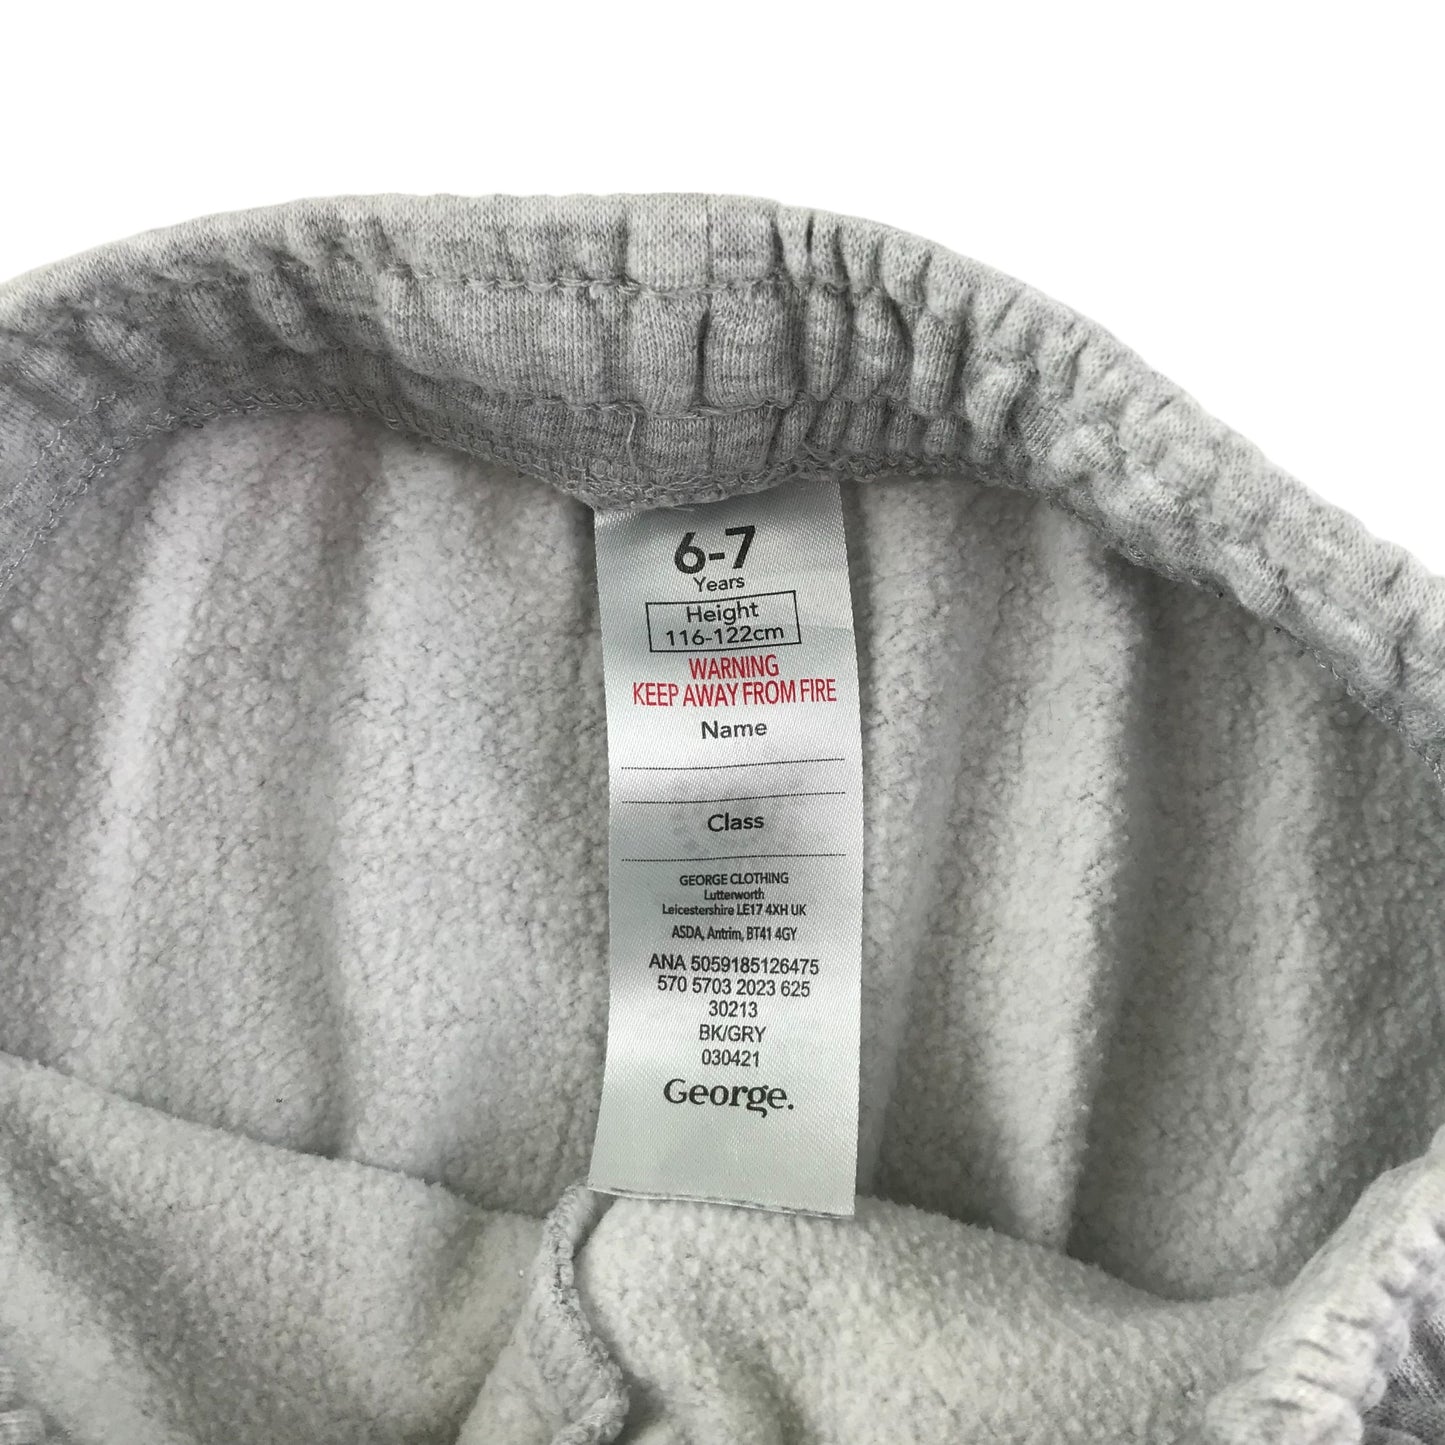 6-7
Years
Height
116-122cm
WARNING
KEEP AWAY FROM FIRE
Name
Class
GEORGE CLOTHING
Lutterworth
Leicestershire LE17 4XH UK
ASDA, Antrim, BT41 4GY
ANA 5059185126475
570 5703 2023 625
30213
BK/GRY
030421
George.